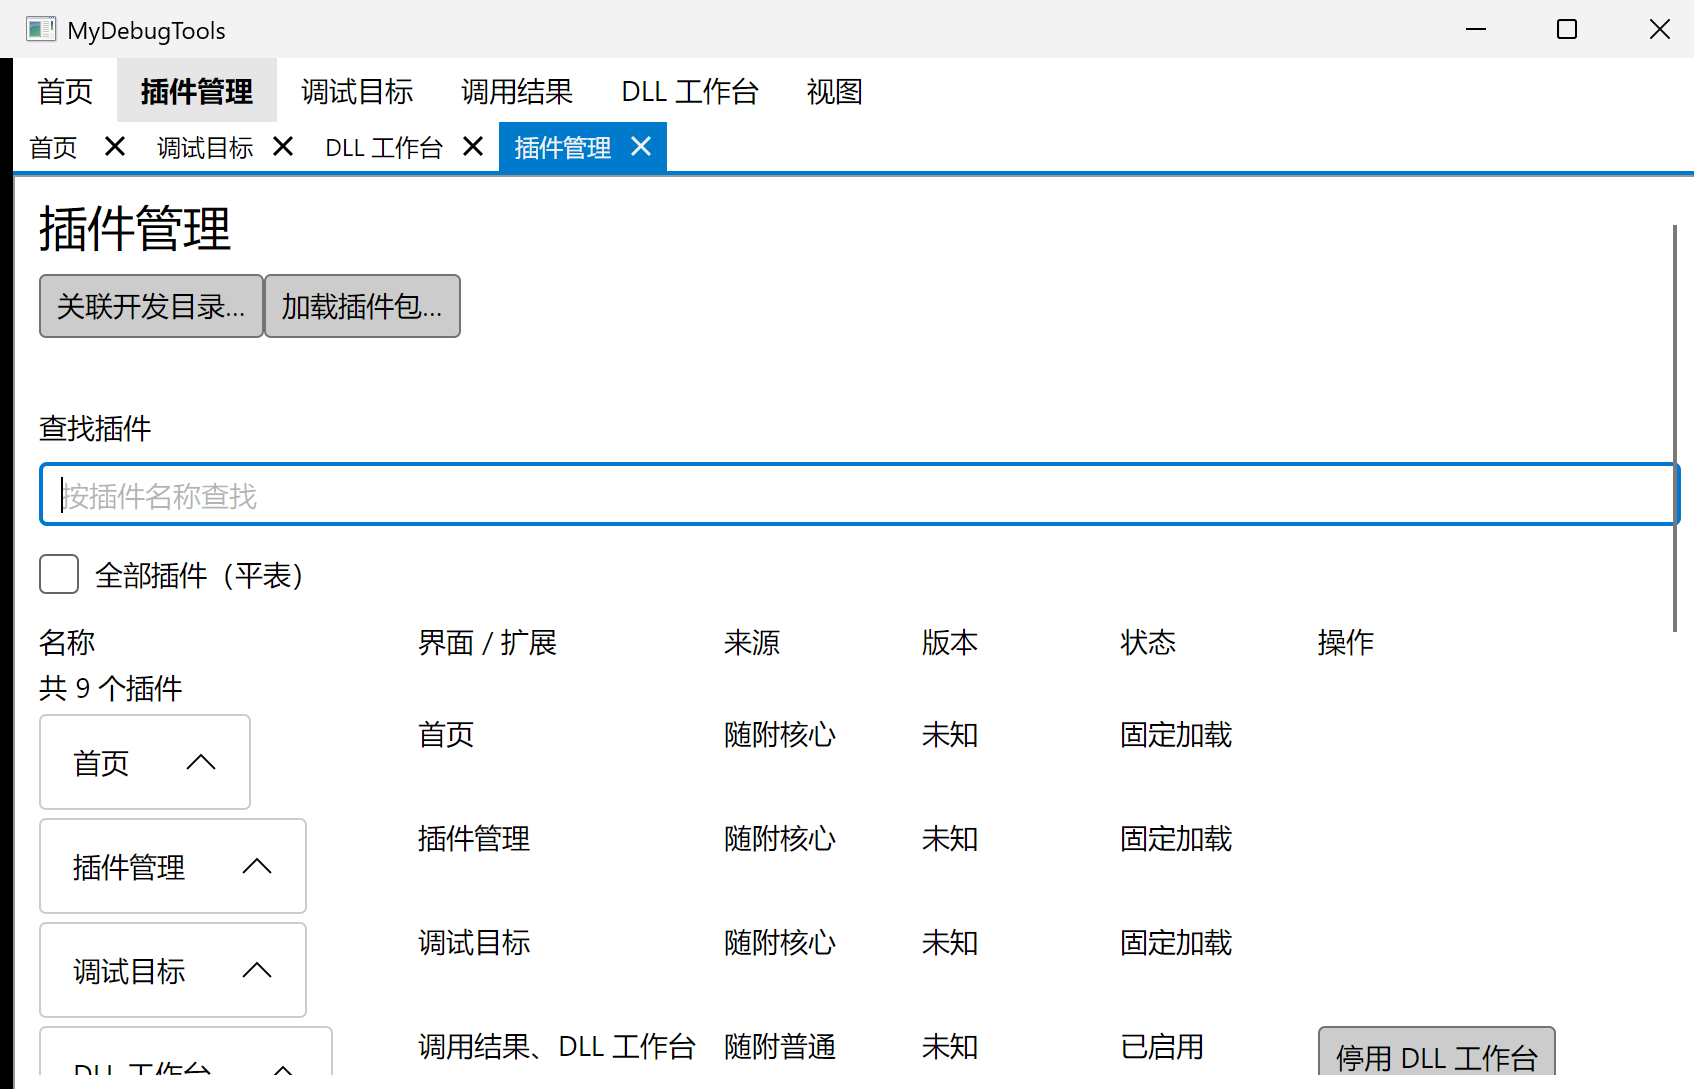 MyDebugTools
首页 插件管理 调试目标 调用结果 DLL 工作台 视图
首页 调试目标 DLL 工作台 插件管理
插件管理
关联开发目录... 加载插件包...
查找插件
按插件名称查找
全部插件（平表）
名称 界面 / 扩展 来源 版本 状态 操作
共 9 个插件
首页 首页 随附核心 未知 固定加载
插件管理 插件管理 随附核心 未知 固定加载
调试目标 调试目标 随附核心 未知 固定加载
DLL 工作台 调用结果、DLL 工作台 随附普通 未知 已启用 停用 DLL 工作台